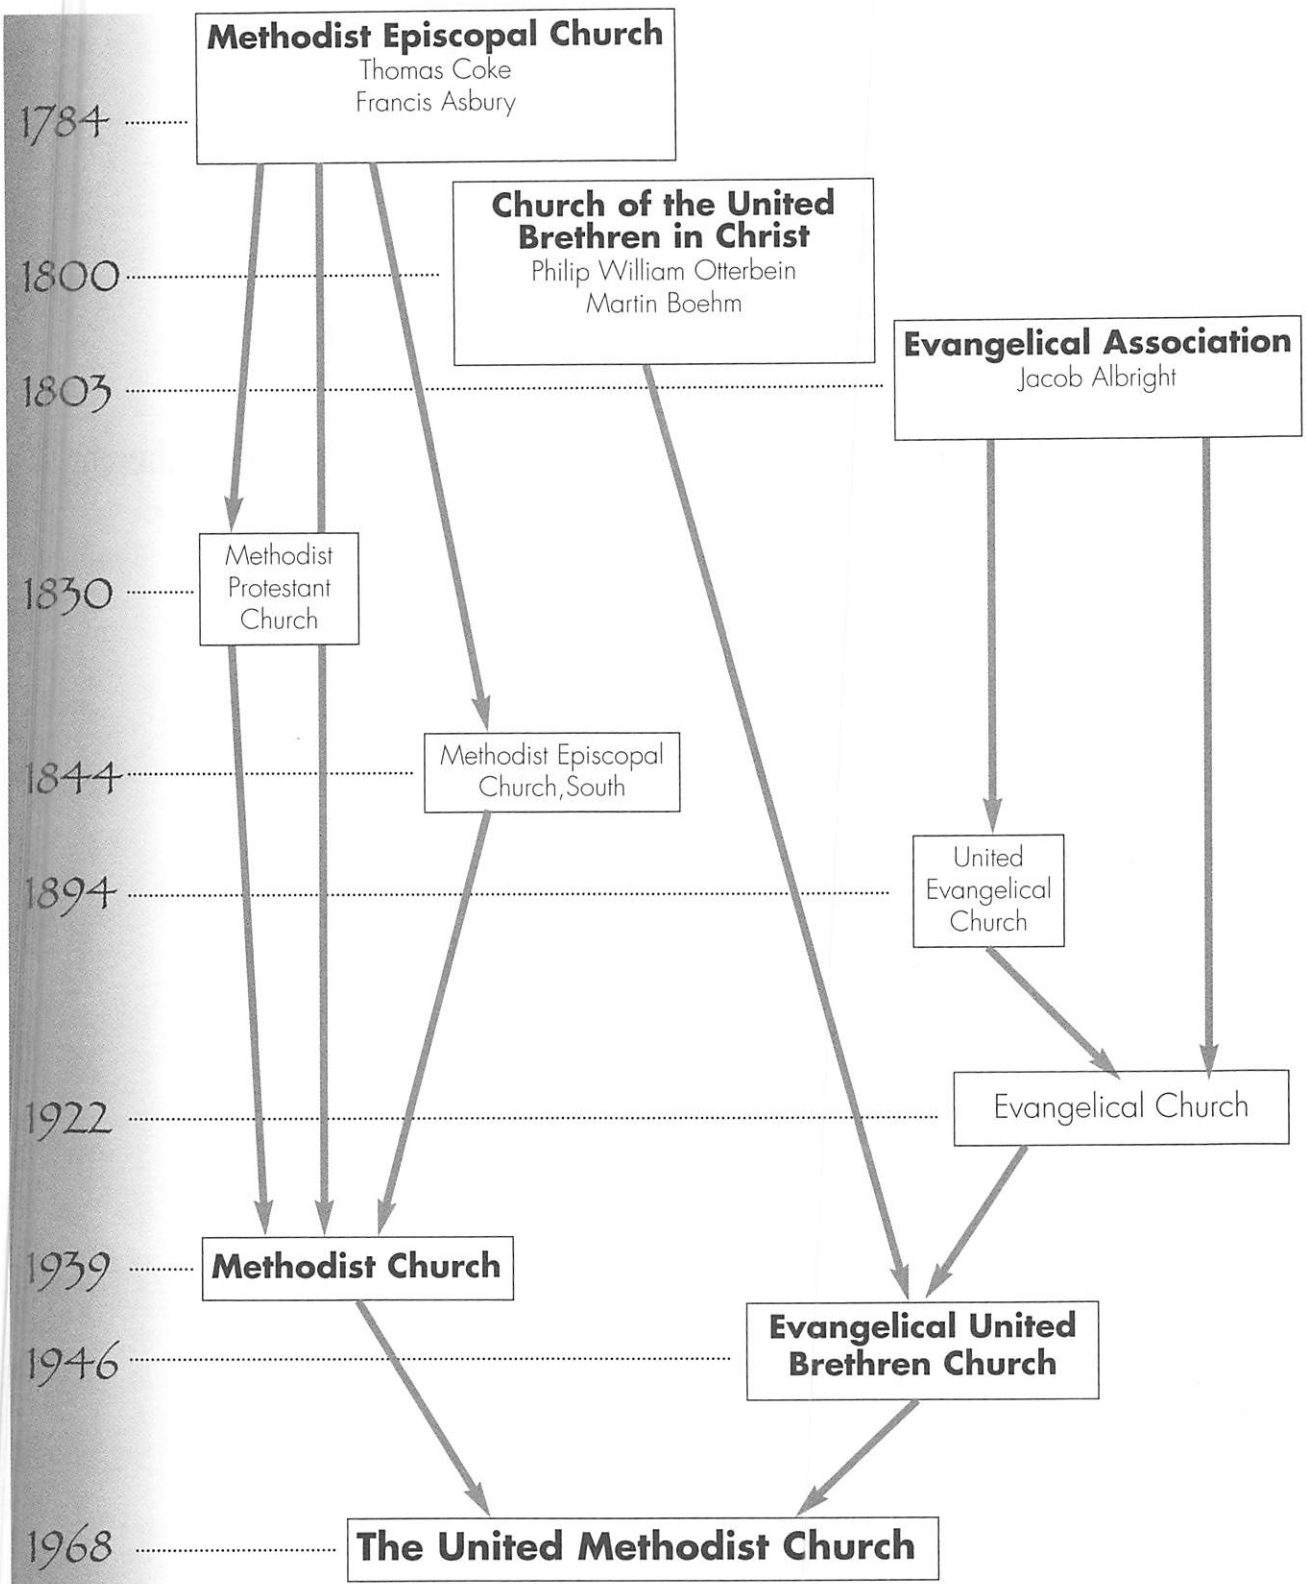 Methodist Episcopal Church
Thomas Coke
Francis Asbury
1784
Church of the United
Brethren in Christ
Philip William Otterbein
Martin Boehm
1800
Evangelical Association
Jacob Albright
1803
Methodist
Protestant
Church
1830
Methodist Episcopal
Church, South
1844
United
Evangelical
Church
1894
Evangelical Church
1922
Methodist Church
1939
Evangelical United
Brethren Church
1946
The United Methodist Church
1968